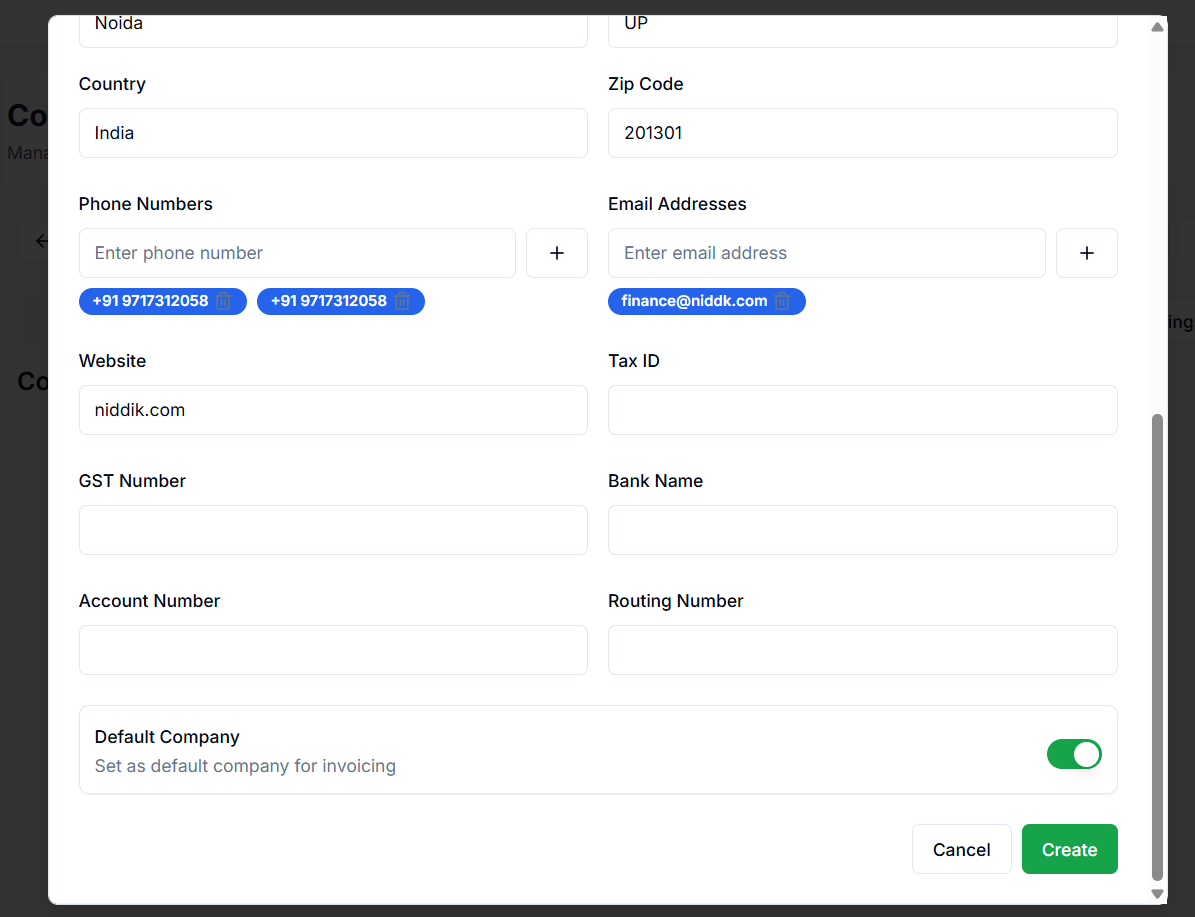 Noida UP
Country Zip Code
India 201301
Phone Numbers Email Addresses
Enter phone number + Enter email address +
+91 9717312058 +91 9717312058 finance@niddk.com
Website Tax ID
niddik.com
GST Number Bank Name
Account Number Routing Number
Default Company
Set as default company for invoicing
Cancel Create
Co
Mana
Co
ing